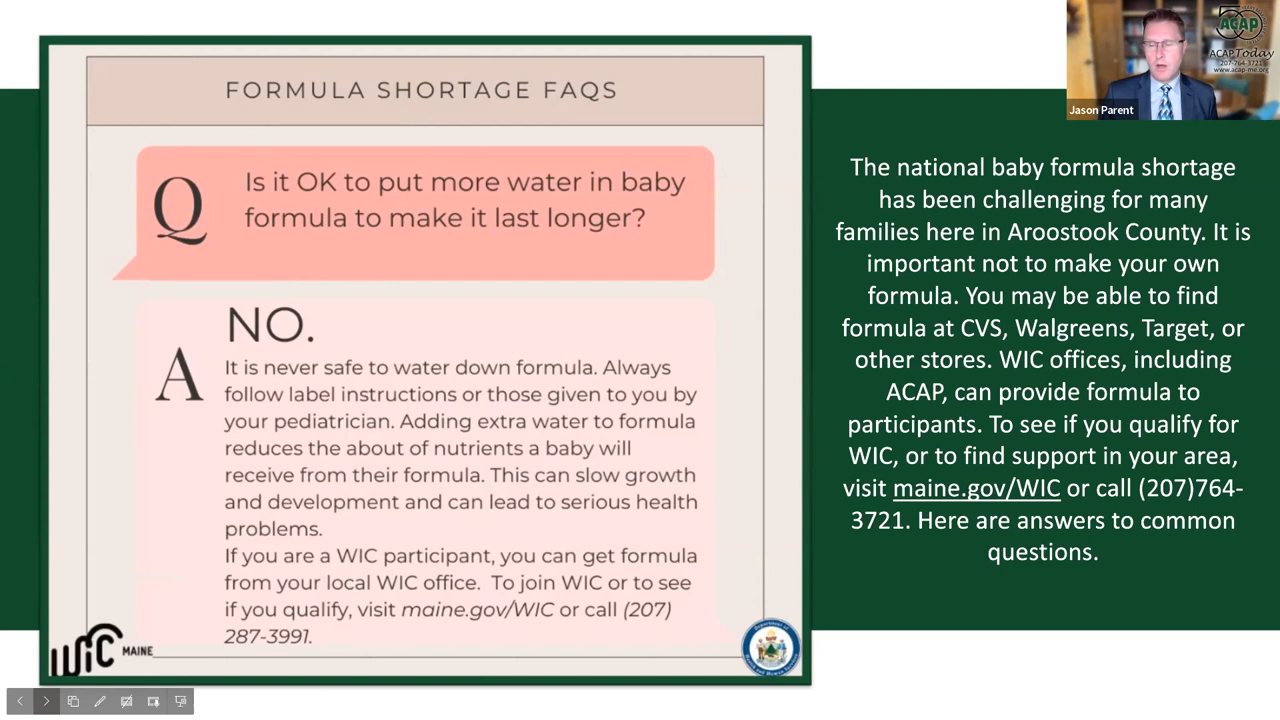 FORMULA SHORTAGE FAQS
Q
Is it OK to put more water in baby
formula to make it last longer?
A
NO.
It is never safe to water down formula. Always
follow label instructions or those given to you by
your pediatrician. Adding extra water to formula
reduces the about of nutrients a baby will
receive from their formula. This can slow growth
and development and can lead to serious health
problems.
If you are a WIC participant, you can get formula
from your local WIC office.  To join WIC or to see
if you qualify, visit maine.gov/WIC or call (207)
287-3991.
WIC MAINE
The national baby formula shortage
has been challenging for many
families here in Aroostook County. It is
important not to make your own
formula. You may be able to find
formula at CVS, Walgreens, Target, or
other stores. WIC offices, including
ACAP, can provide formula to
participants. To see if you qualify for
WIC, or to find support in your area,
visit maine.gov/WIC or call (207)764-
3721. Here are answers to common
questions.
50
ACAP
ACAPToday
207-764-3721
www.acap-me.org
Jason Parent